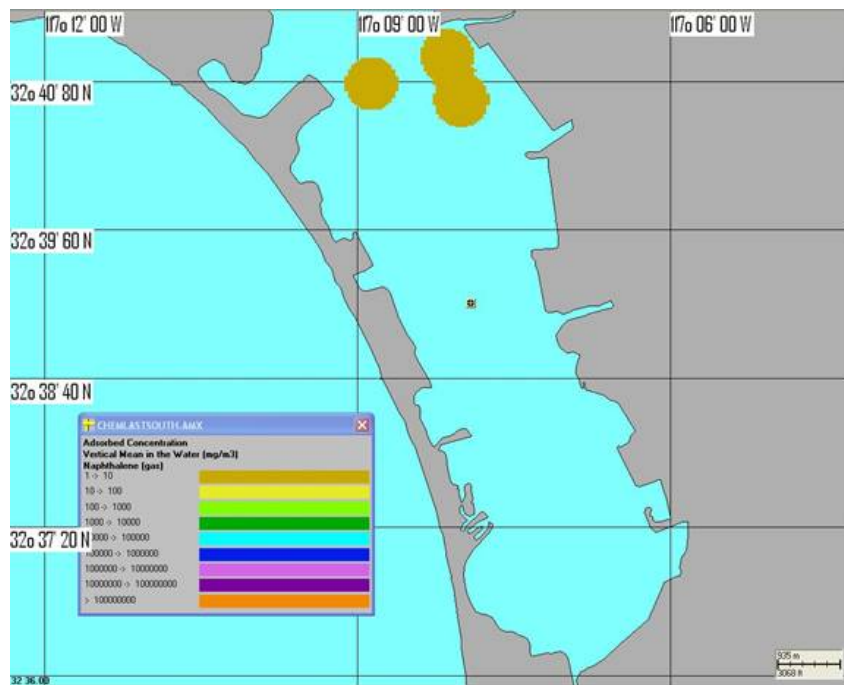 117o 12' 00 W
117o 09' 00 W
117o 06' 00 W
32o 40' 80 N
32o 39' 60 N
32o 38' 40 N
32o 37' 20 N
32 36.00
CHEMLASTSOUTH.AMX
Adsorbed Concentration
Vertical Mean in the Water (mg/m3)
Naphthalene (gas)
1 -> 10
10 -> 100
100 -> 1000
1000 -> 10000
0000 -> 100000
100000 -> 1000000
1000000 -> 10000000
10000000 -> 100000000
> 100000000
935 m
3068 ft